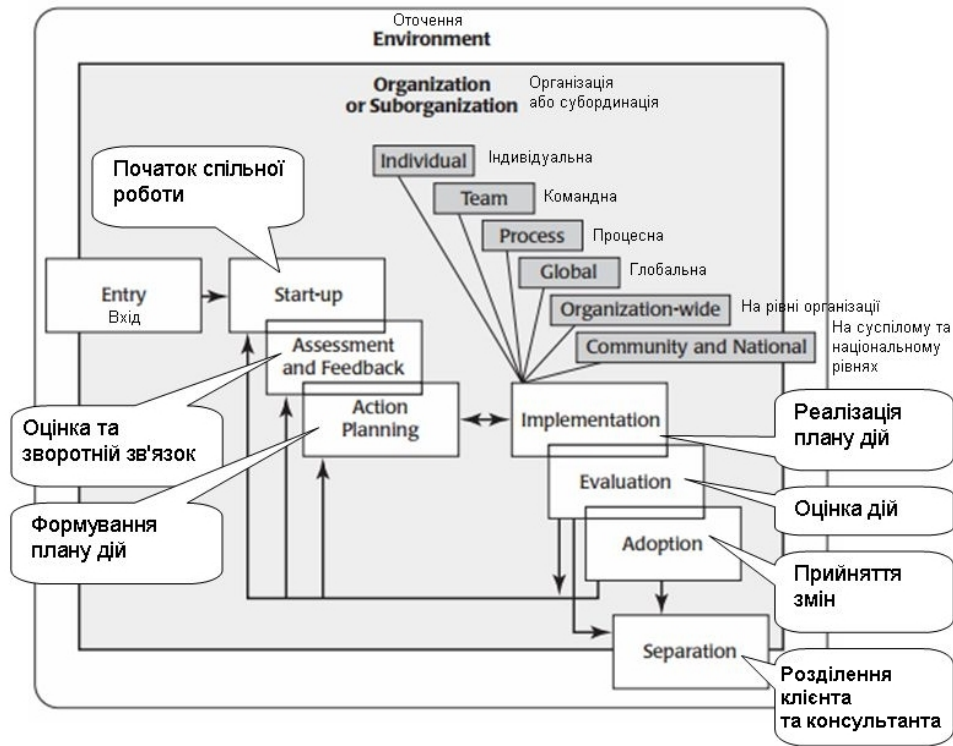 Оточення
Environment
Organization
or Suborganization
Організація
або субординація
Початок спільної
роботи
Individual
Індивідуальна
Team
Командна
Process
Процесна
Global
Глобальна
Organization-wide
На рівні організації
Community and National
На суспілому та
національному
рівнях
Entry
Вхід
Start-up
Assessment
and Feedback
Action
Planning
Implementation
Оцінка та
зворотній зв'язок
Реалізація
плану дій
Evaluation
Оцінка дій
Формування
плану дій
Adoption
Прийняття
змін
Separation
Розділення
клієнта
та консультанта